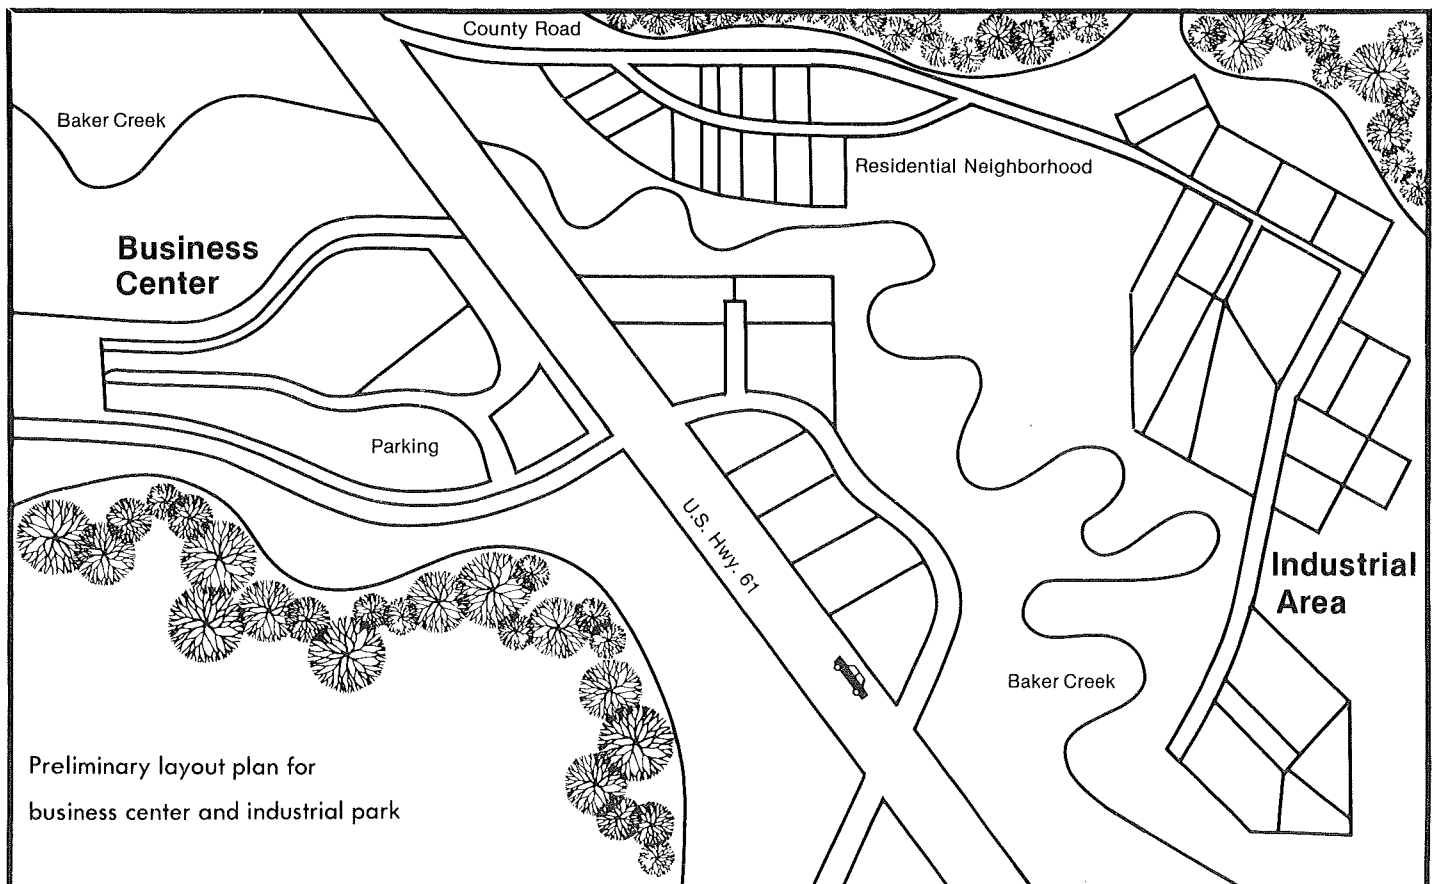 County Road
Baker Creek
Residential Neighborhood
Business
Center
Parking
U.S. Hwy. 61
Industrial
Area
Baker Creek
Preliminary layout plan for
business center and industrial park